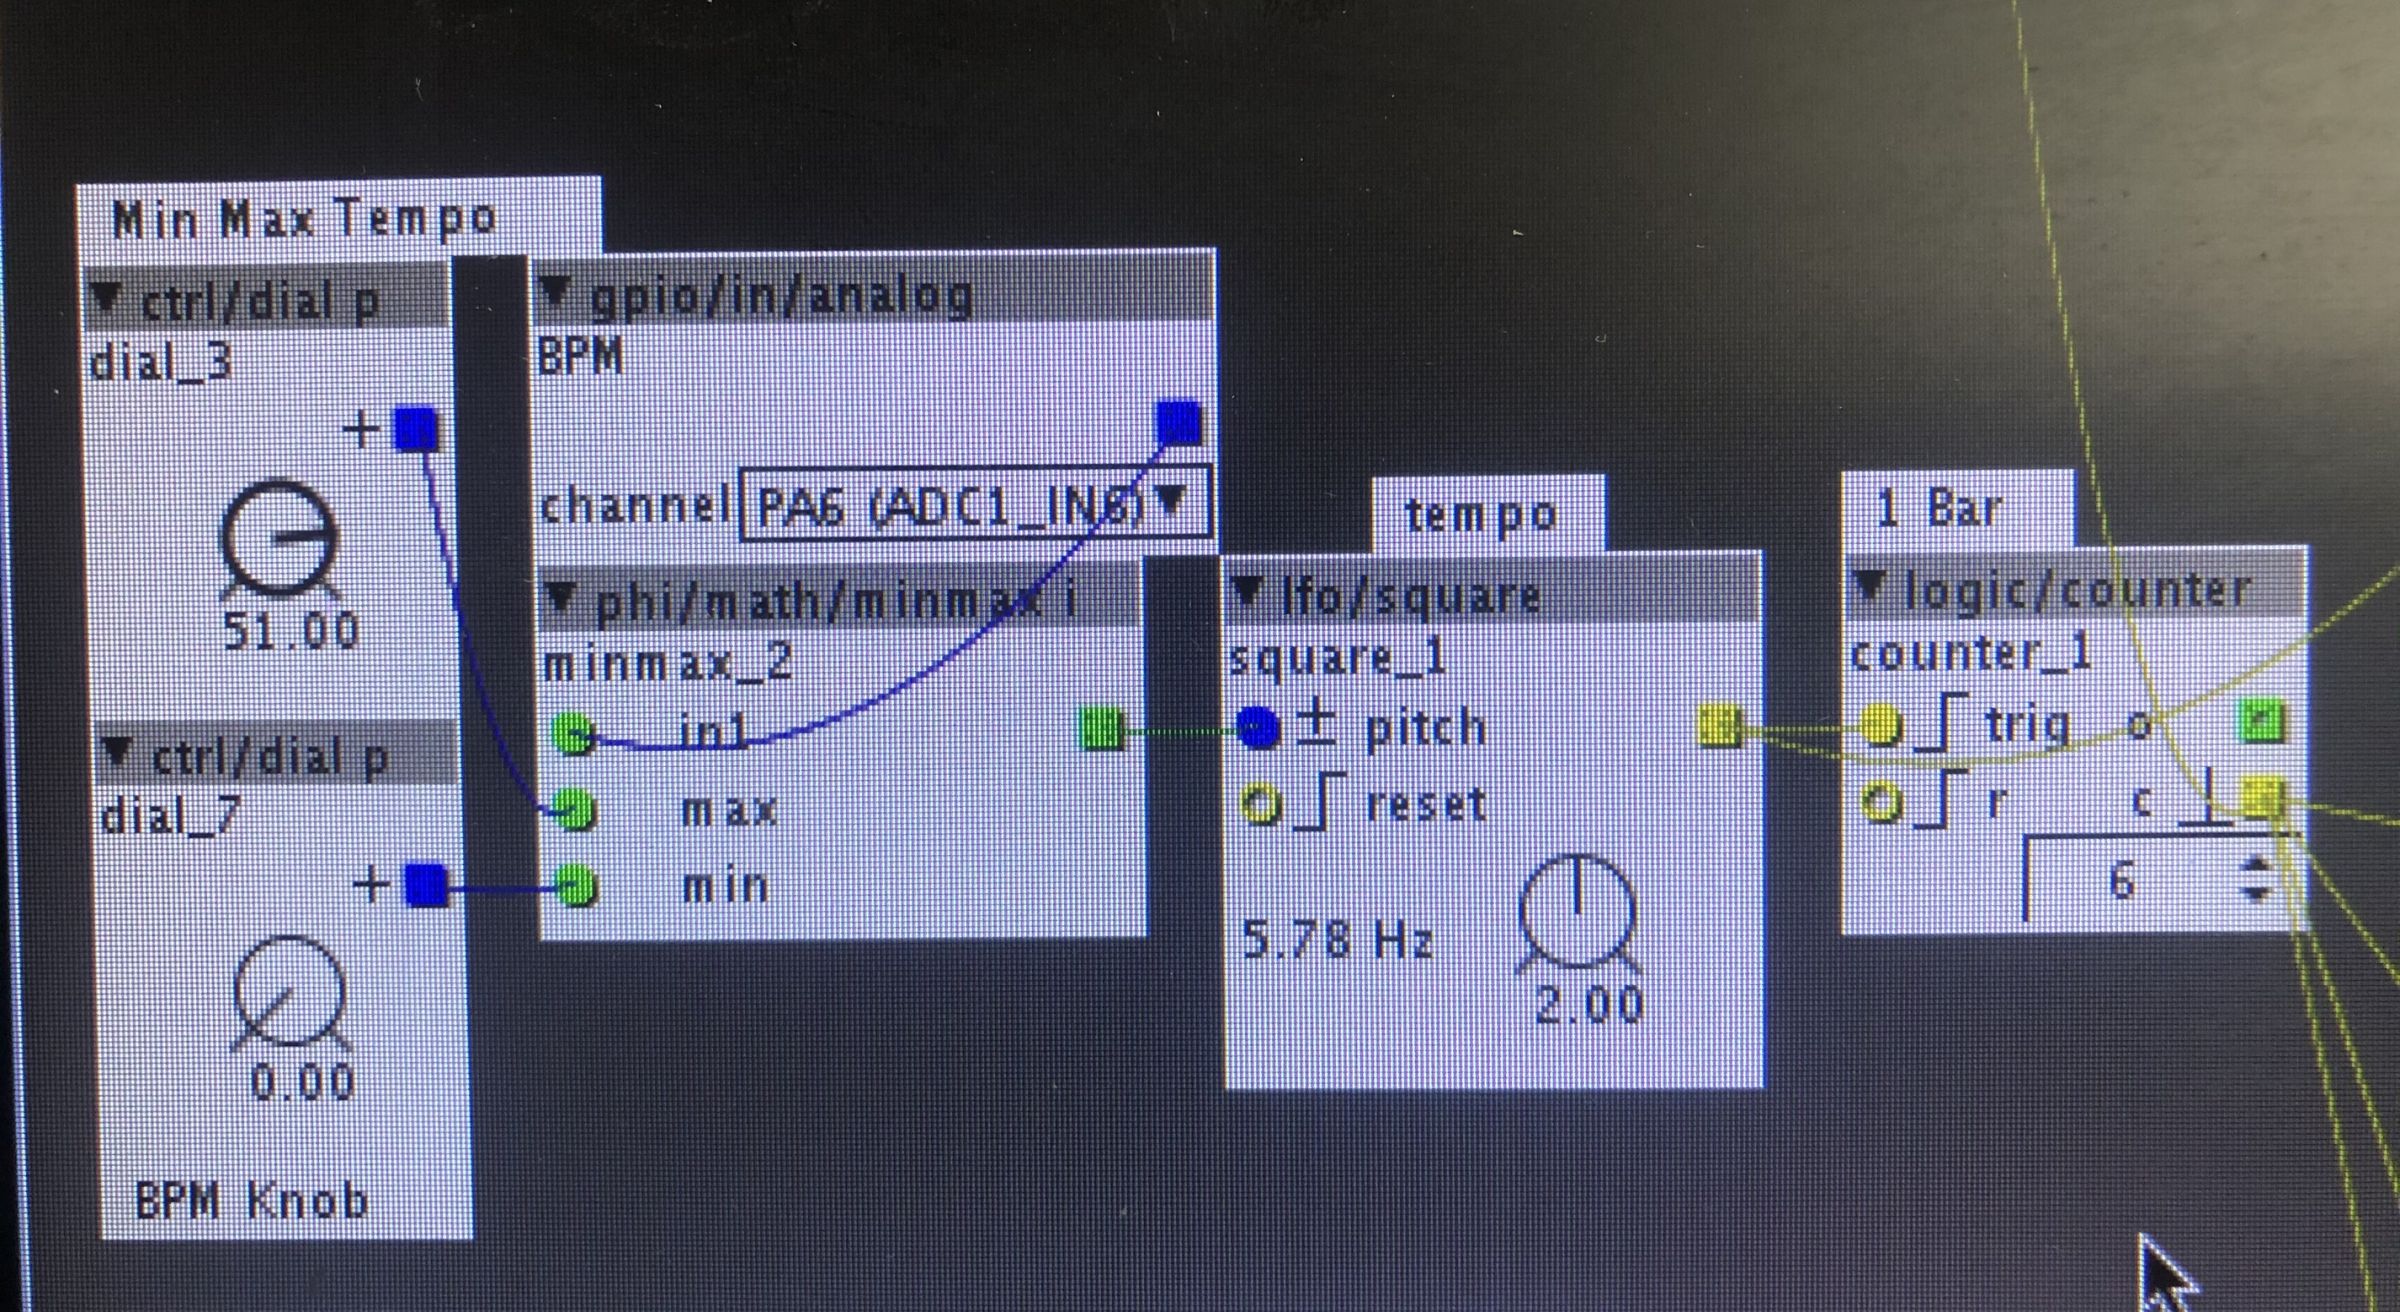 Min Max Tempo
ctrl/dial p
dial_3
+
51.00
ctrl/dial p
dial_7
+
0.00
BPM Knob
gpio/in/analog
BPM
channel PA6 (ADC1_IN6)
phi/math/minmax i
minmax_2
in1
max
min
tempo
lfo/square
square_1
± pitch
reset
5.78 Hz
2.00
1 Bar
logic/counter
counter_1
trig o
r c
6